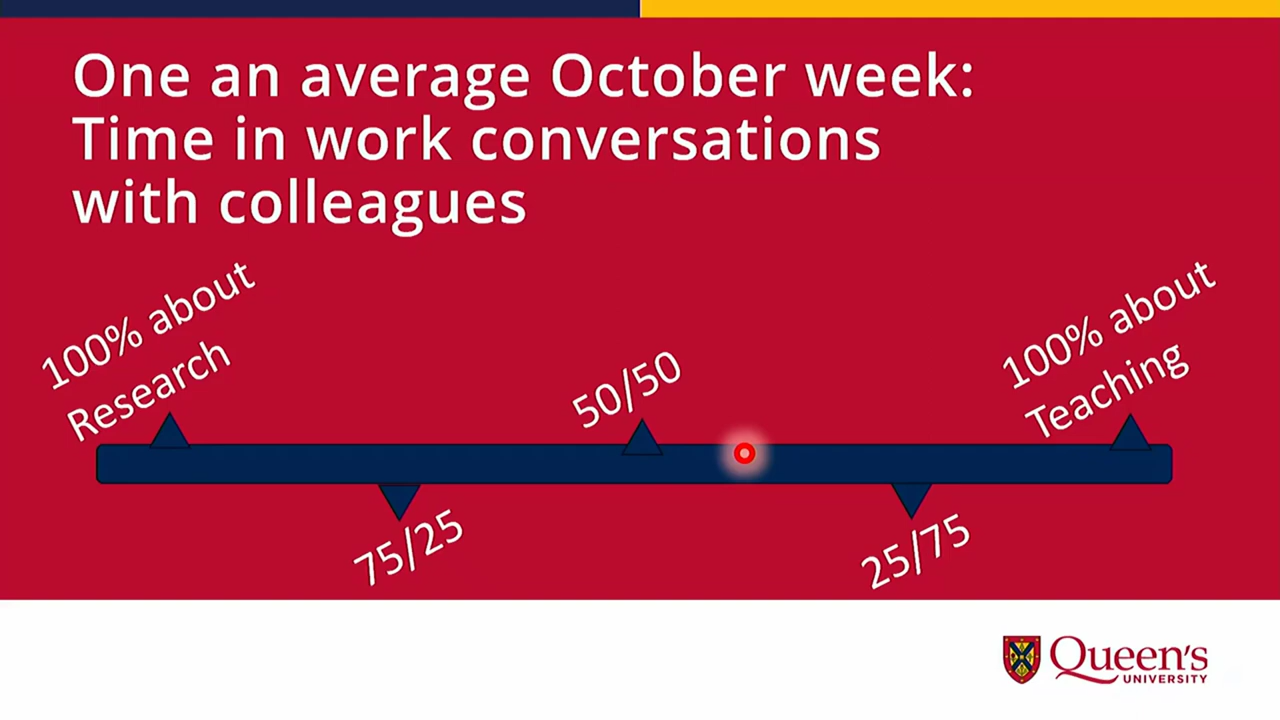 One an average October week:
Time in work conversations
with colleagues
100% about
Research
50/50
100% about
Teaching
75/25
25/75
Queen's
UNIVERSITY